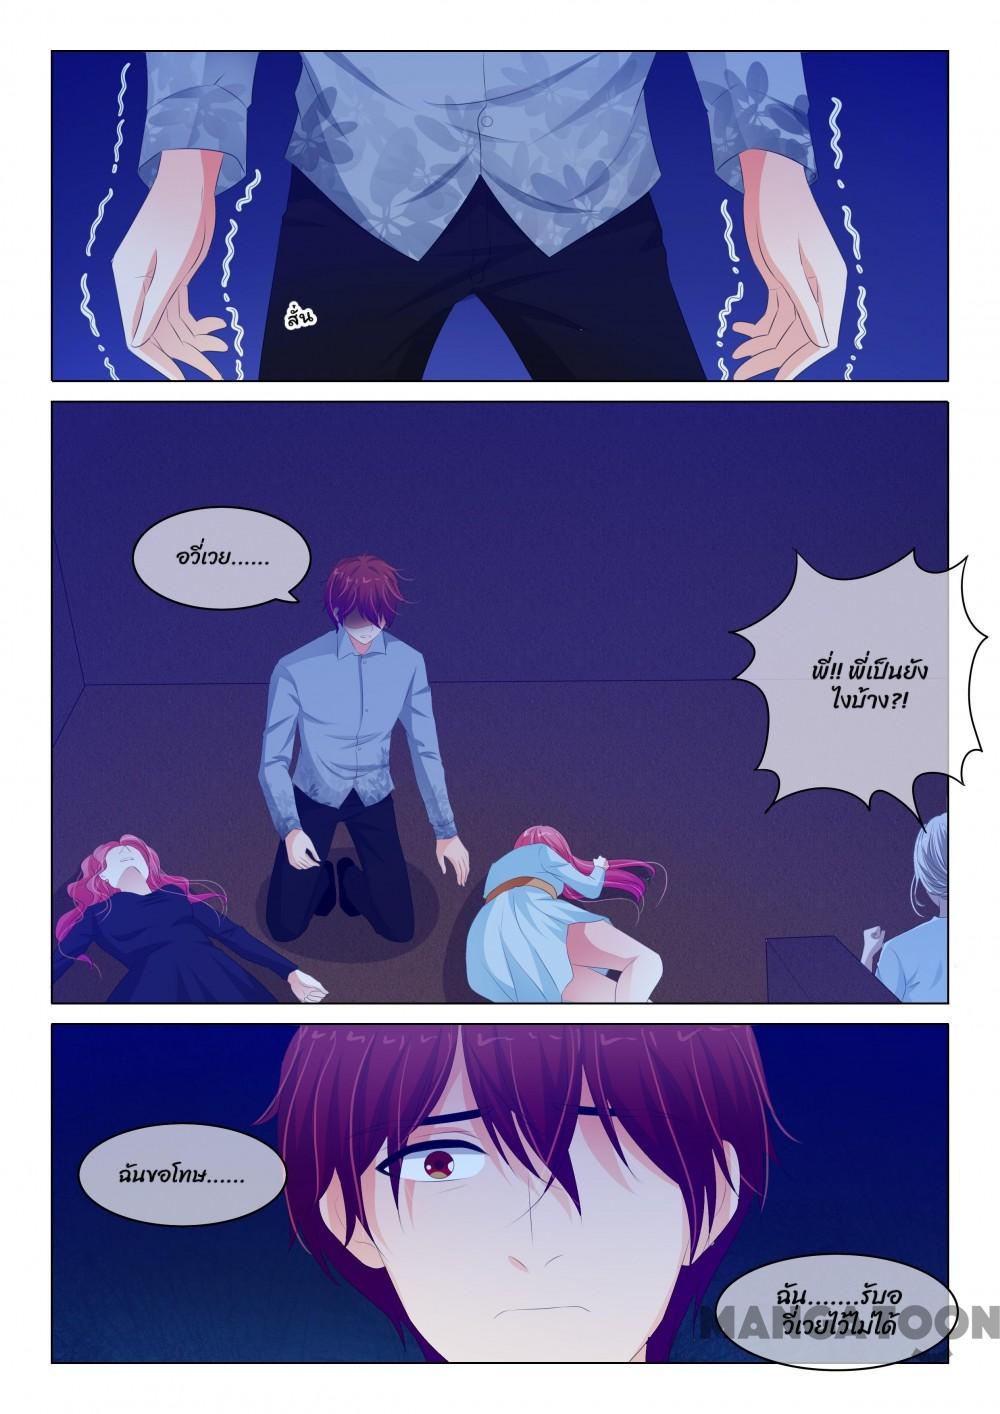 สั่น
อวี่เวย......
พี่!! พี่เป็นยัง
ไงบ้าง?!
ฉันขอโทษ......
ฉัน.......รับอ
วี่เวยไว้ไม่ได้
MANGATOON